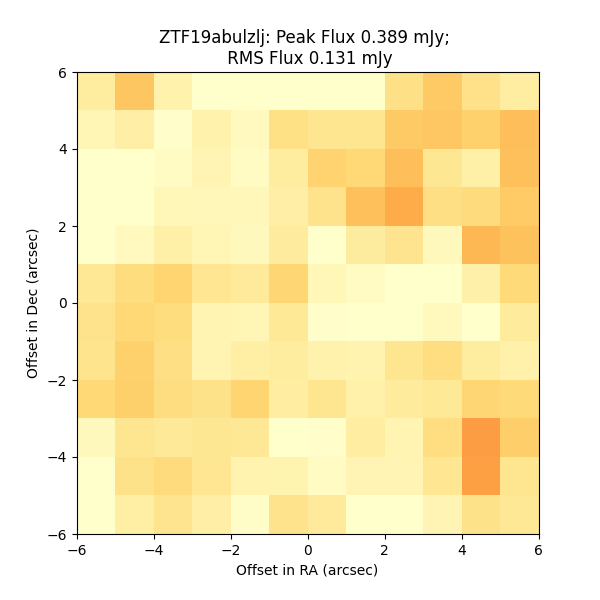 ZTF19abulzlj: Peak Flux 0.389 mJy;
RMS Flux 0.131 mJy
6
4
2
0
−2
−4
−6
Offset in Dec (arcsec)
−6 −4 −2 0 2 4 6
Offset in RA (arcsec)